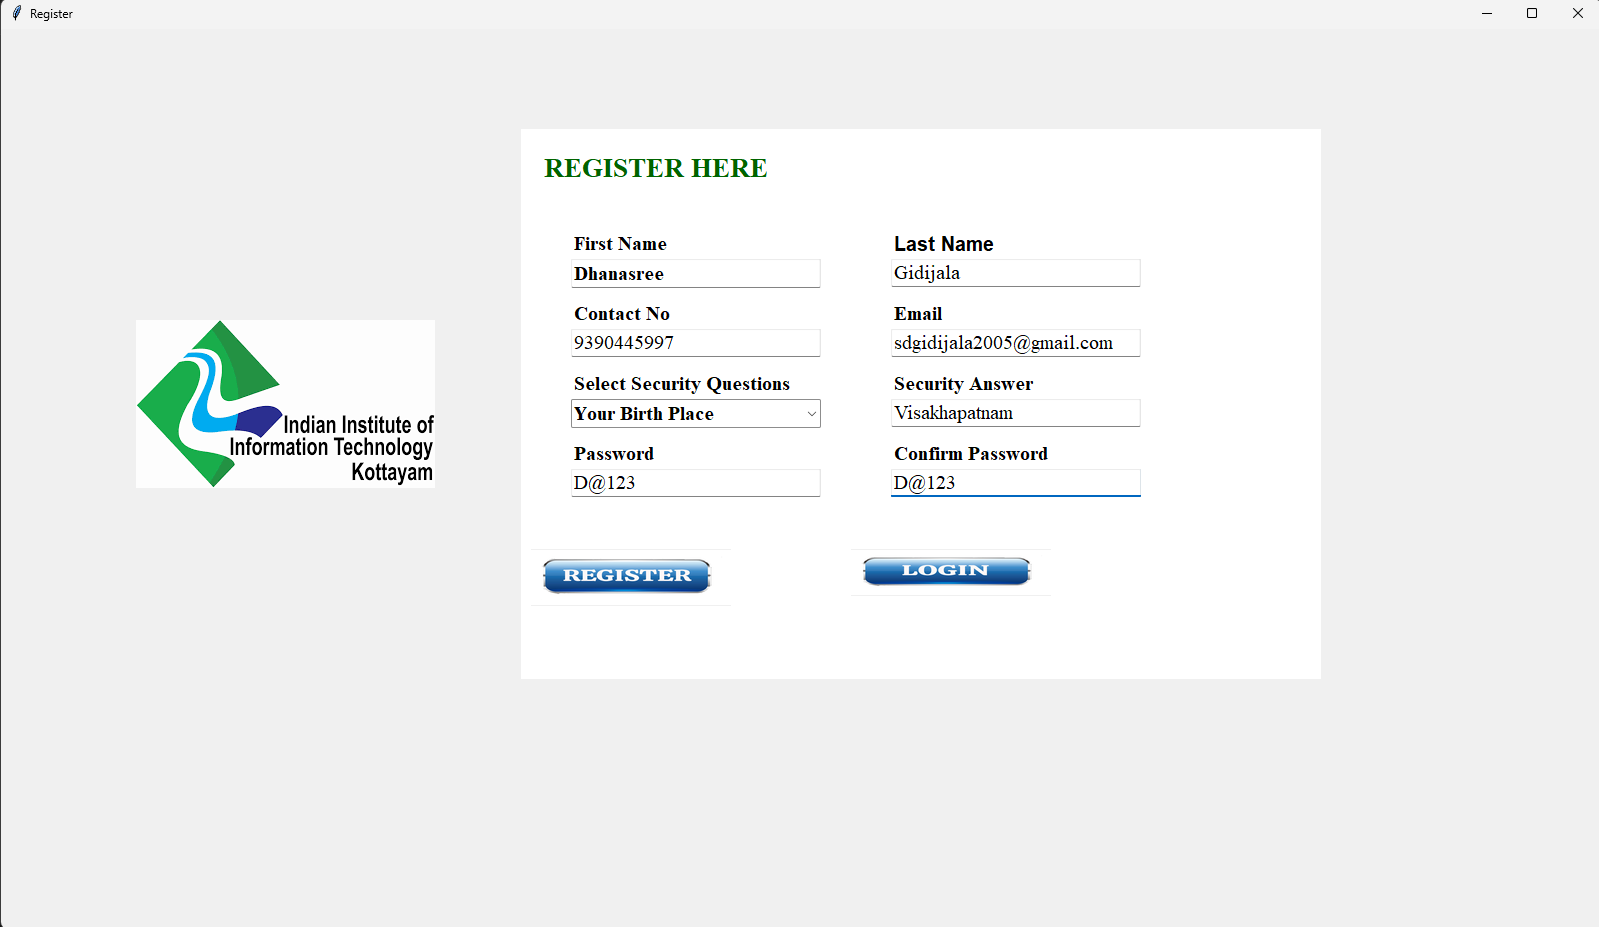 Register
REGISTER HERE
First Name
Last Name
Dhanasree
Gidijala
Contact No
Email
9390445997
sdgidijala2005@gmail.com
Select Security Questions
Security Answer
Your Birth Place
Visakhapatnam
Password
Confirm Password
D@123
D@123
REGISTER
LOGIN
Indian Institute of
Information Technology
Kottayam